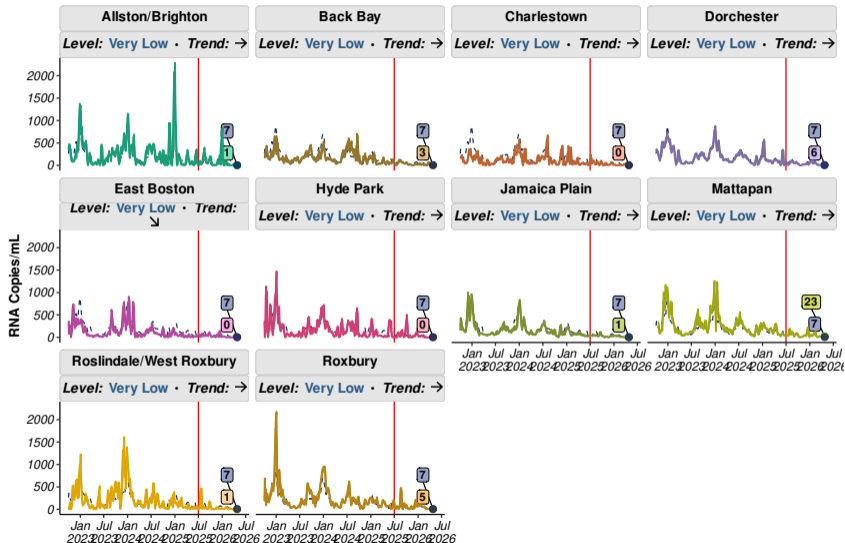 Allston/Brighton Back Bay Charlestown Dorchester
Level: Very Low · Trend: → Level: Very Low · Trend: → Level: Very Low · Trend: → Level: Very Low · Trend: →
2000
1500
1000
500
0
7 1 7 3 7 0 7 6
East Boston Hyde Park Jamaica Plain Mattapan
Level: Very Low · Trend: ↘ Level: Very Low · Trend: → Level: Very Low · Trend: → Level: Very Low · Trend: →
RNA Copies/mL
2000
1500
1000
500
0
7 0 7 0 7 1 23 7
Jan 2023 Jul 2023 Jan 2024 Jul 2024 Jan 2025 Jul 2025 Jan 2026 Jul 2026 Jan 2023 Jul 2023 Jan 2024 Jul 2024 Jan 2025 Jul 2025 Jan 2026 Jul 2026
Roslindale/West Roxbury Roxbury
Level: Very Low · Trend: → Level: Very Low · Trend: →
2000
1500
1000
500
0
7 1 7 5
Jan 2023 Jul 2023 Jan 2024 Jul 2024 Jan 2025 Jul 2025 Jan 2026 Jul 2026 Jan 2023 Jul 2023 Jan 2024 Jul 2024 Jan 2025 Jul 2025 Jan 2026 Jul 2026